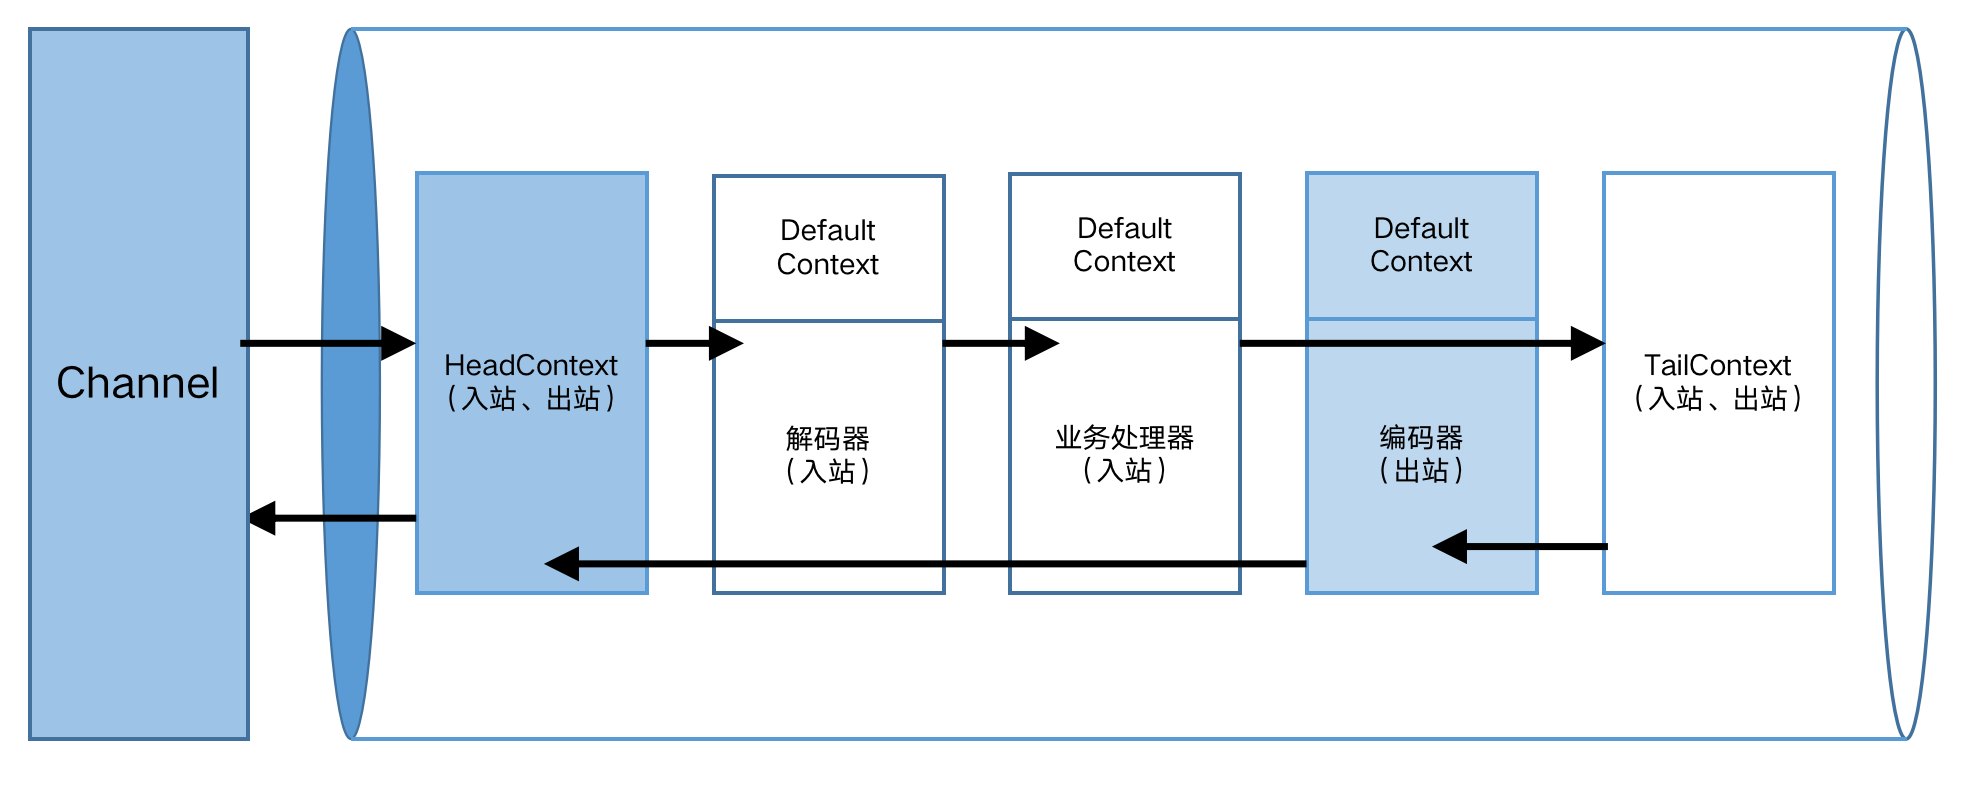 Channel
HeadContext
（入站、出站）
Default
Context
解码器
（入站）
Default
Context
业务处理器
（入站）
Default
Context
编码器
（出站）
TailContext
（入站、出站）